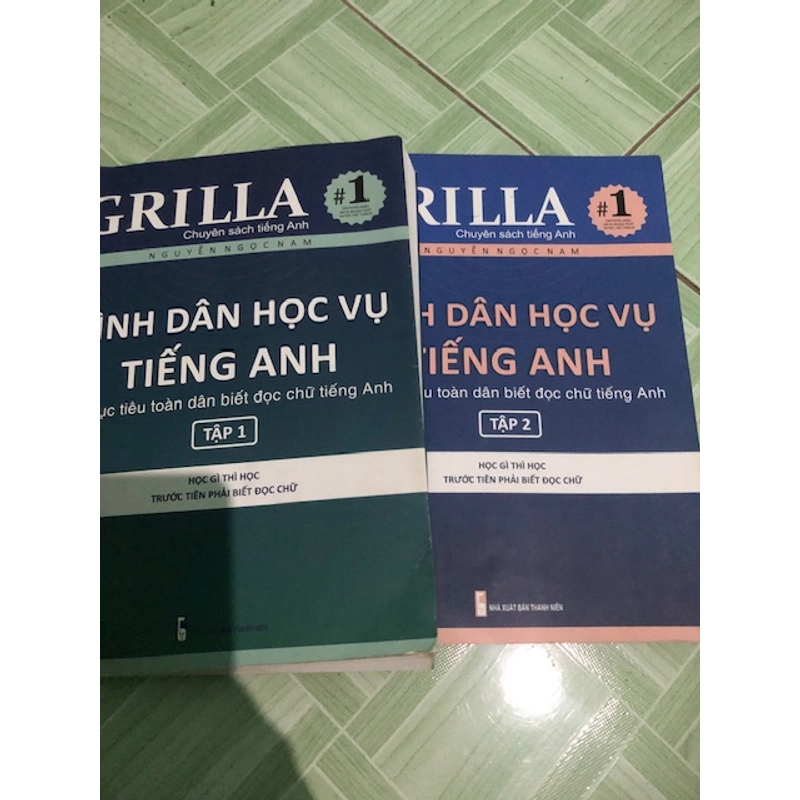 GRILLA
#1
Chuyên sách tiếng Anh
NGUYỄN NGỌC NAM
ÌNH DÂN HỌC VỤ
TIẾNG ANH
ục tiêu toàn dân biết đọc chữ tiếng Anh
TẬP 1
HỌC GÌ THÌ HỌC
TRƯỚC TIÊN PHẢI BIẾT ĐỌC CHỮ
RILLA
#1
Chuyên sách tiếng Anh
NGUYỄN NGỌC NAM
H DÂN HỌC VỤ
TIẾNG ANH
u toàn dân biết đọc chữ tiếng Anh
TẬP 2
HỌC GÌ THÌ HỌC
TRƯỚC TIÊN PHẢI BIẾT ĐỌC CHỮ
NHÀ XUẤT BẢN THANH NIÊN